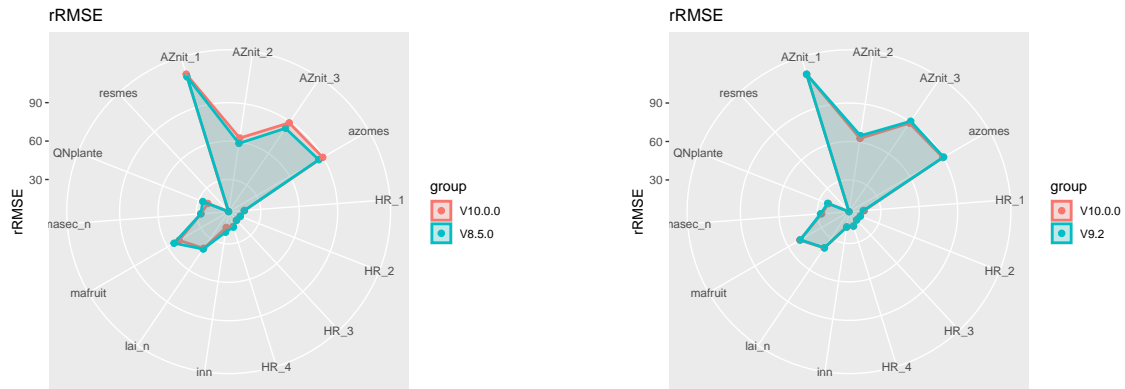 rRMSE
AZnit_1
AZnit_2
AZnit_3
azomes
HR_1
HR_2
HR_3
HR_4
inn
lai_n
mafruit
nasec_n
QNplante
resmes
90
60
30
rRMSE
group
V10.0.0
V8.5.0
rRMSE
AZnit_1
AZnit_2
AZnit_3
azomes
HR_1
HR_2
HR_3
HR_4
inn
lai_n
mafruit
masec_n
QNplante
resmes
90
60
30
rRMSE
group
V10.0.0
V9.2